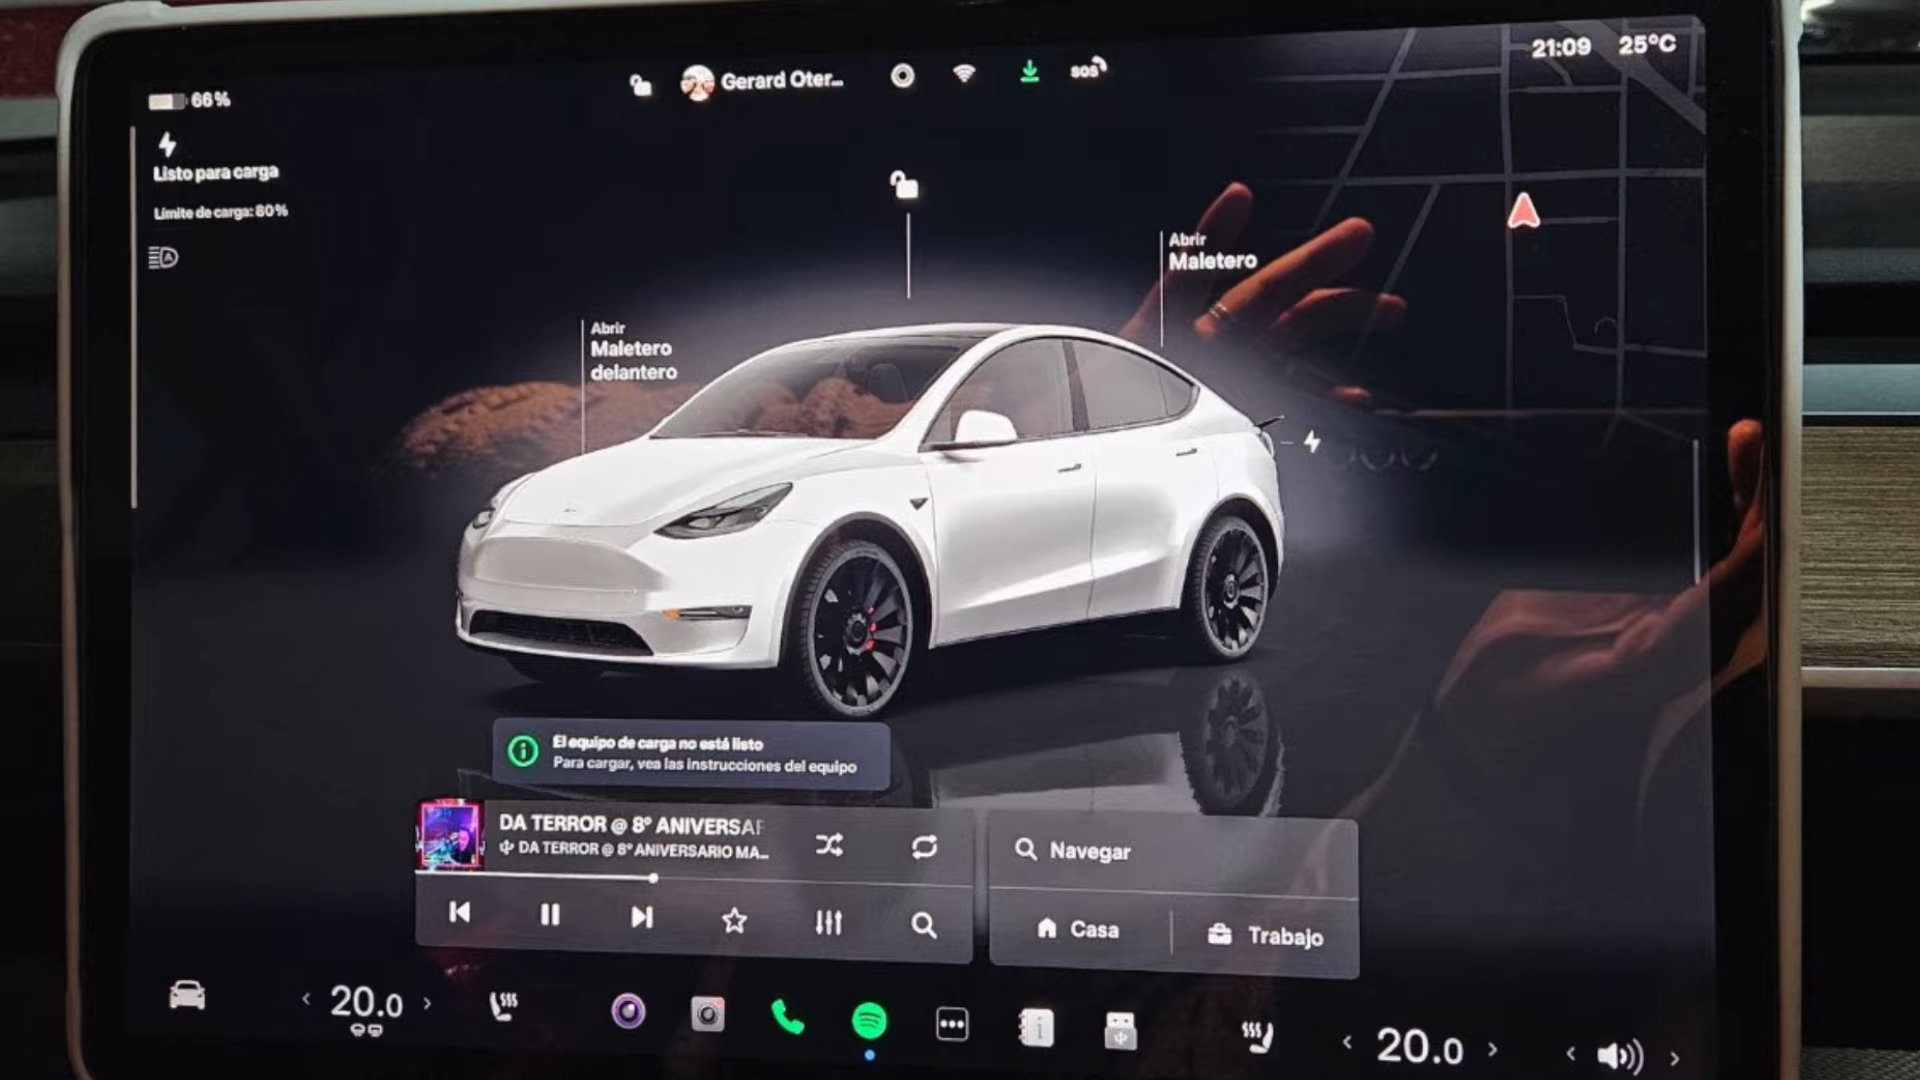 66%
Gerard Oter...
SOS
21:09
25°C
Listo para carga
Límite de carga: 80%
Abrir
Maletero
Abrir
Maletero
delantero
El equipo de carga no está listo
Para cargar, vea las instrucciones del equipo
DA TERROR @ 8º ANIVERSAR
DA TERROR @ 8º ANIVERSARIO MA...
Navegar
Casa
Trabajo
20.0
20.0